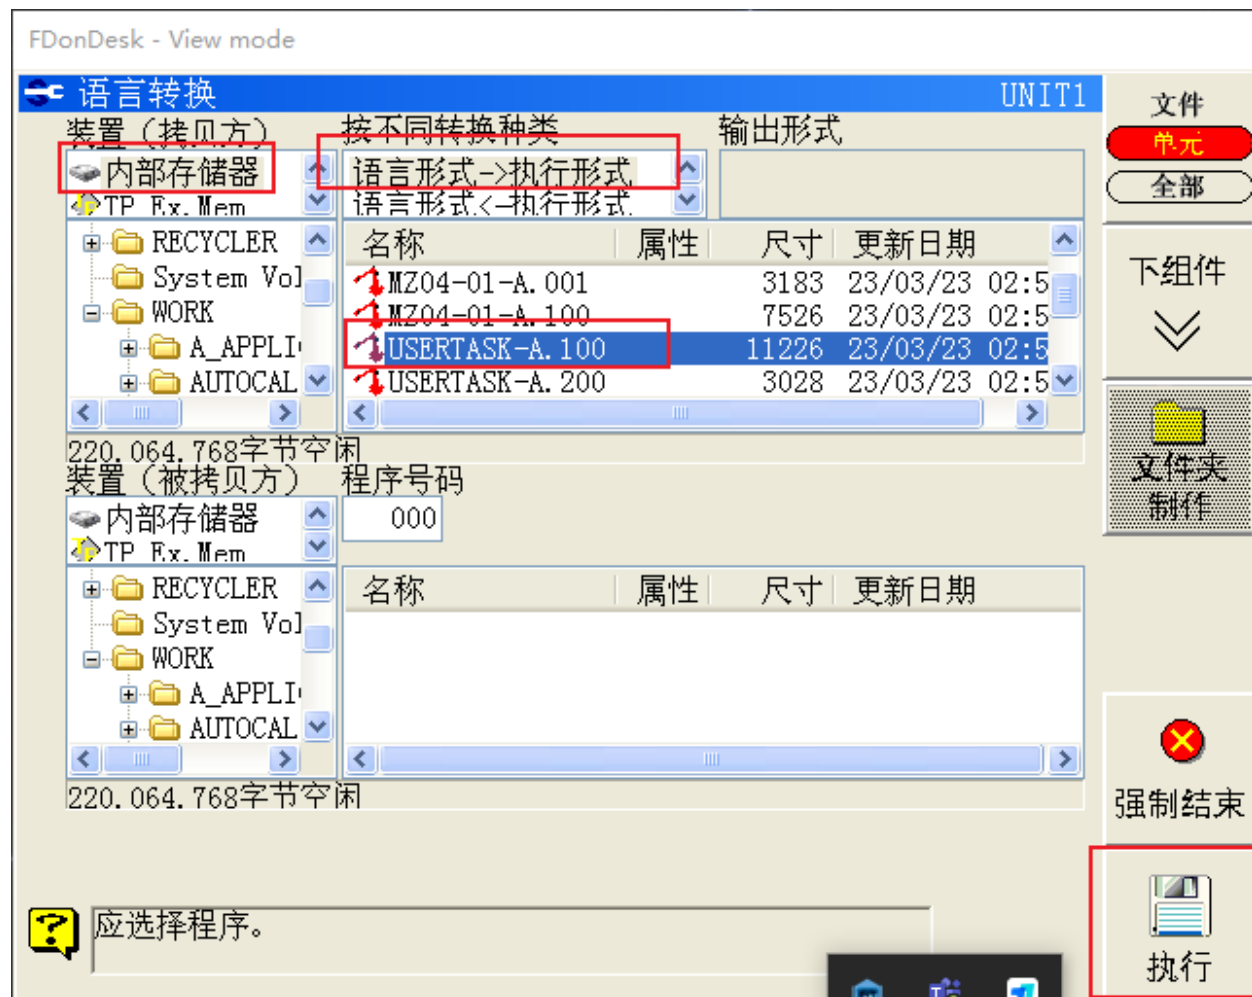 FDonDesk - View mode
语言转换 UNIT1
装置（拷贝方） 按不同转换种类 输出形式
内部存储器 语言形式->执行形式
TP Ex.Mem 语言形式<-执行形式
RECYCLER 名称 属性 尺寸 更新日期
System Vol MZ04-01-A.001 3183 23/03/23 02:5
WORK MZ04-01-A.100 7526 23/03/23 02:5
A_APPLI USERTASK-A.100 11226 23/03/23 02:5
AUTOCAL USERTASK-A.200 3028 23/03/23 02:5
220.064.768字节空闲
装置（被拷贝方） 程序号码
内部存储器 000
TP Ex.Mem
RECYCLER 名称 属性 尺寸 更新日期
System Vol
WORK
A_APPLI
AUTOCAL
220.064.768字节空闲
应选择程序。
文件
单元
全部
下组件
文件夹
制作
强制结束
执行